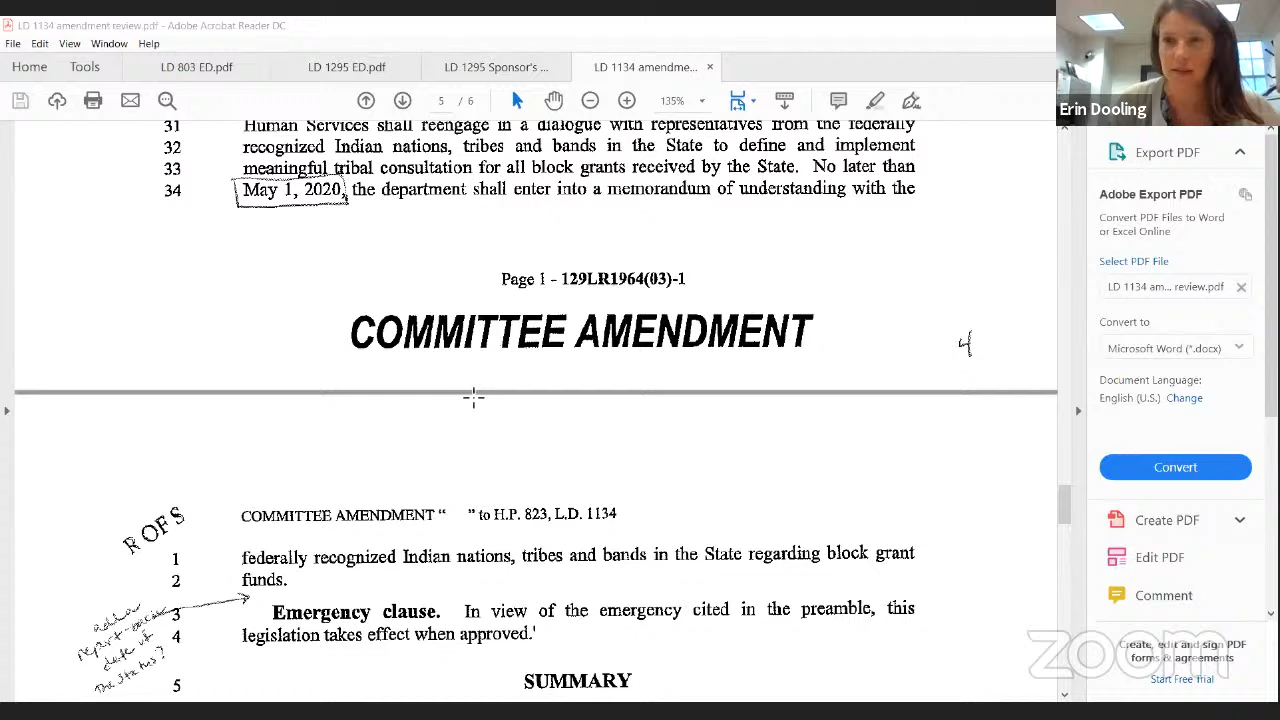 LD 1134 amendment review.pdf - Adobe Acrobat Reader DC
File Edit View Window Help
Home Tools LD 803 ED.pdf LD 1295 ED.pdf LD 1295 Sponsor's ... LD 1134 amendme... ×
5 / 6 135%
Erin Dooling
31 Human Services shall reengage in a dialogue with representatives from the federally
32 recognized Indian nations, tribes and bands in the State to define and implement
33 meaningful tribal consultation for all block grants received by the State. No later than
34 May 1, 2020, the department shall enter into a memorandum of understanding with the
Page 1 - 129LR1964(03)-1
COMMITTEE AMENDMENT
4
R OF S
COMMITTEE AMENDMENT “ ” to H.P. 823, L.D. 1134
1 federally recognized Indian nations, tribes and bands in the State regarding block grant
2 funds.
3 Emergency clause. In view of the emergency cited in the preamble, this
4 legislation takes effect when approved.'
report-
date of
the status?
5 SUMMARY
Export PDF
Adobe Export PDF
Convert PDF Files to Word
or Excel Online
Select PDF File
LD 1134 am... review.pdf
Convert to
Microsoft Word (*.docx)
Document Language:
English (U.S.) Change
Convert
Create PDF
Edit PDF
Comment
Create, edit and sign PDF
forms & agreements
Start Free Trial
zoom